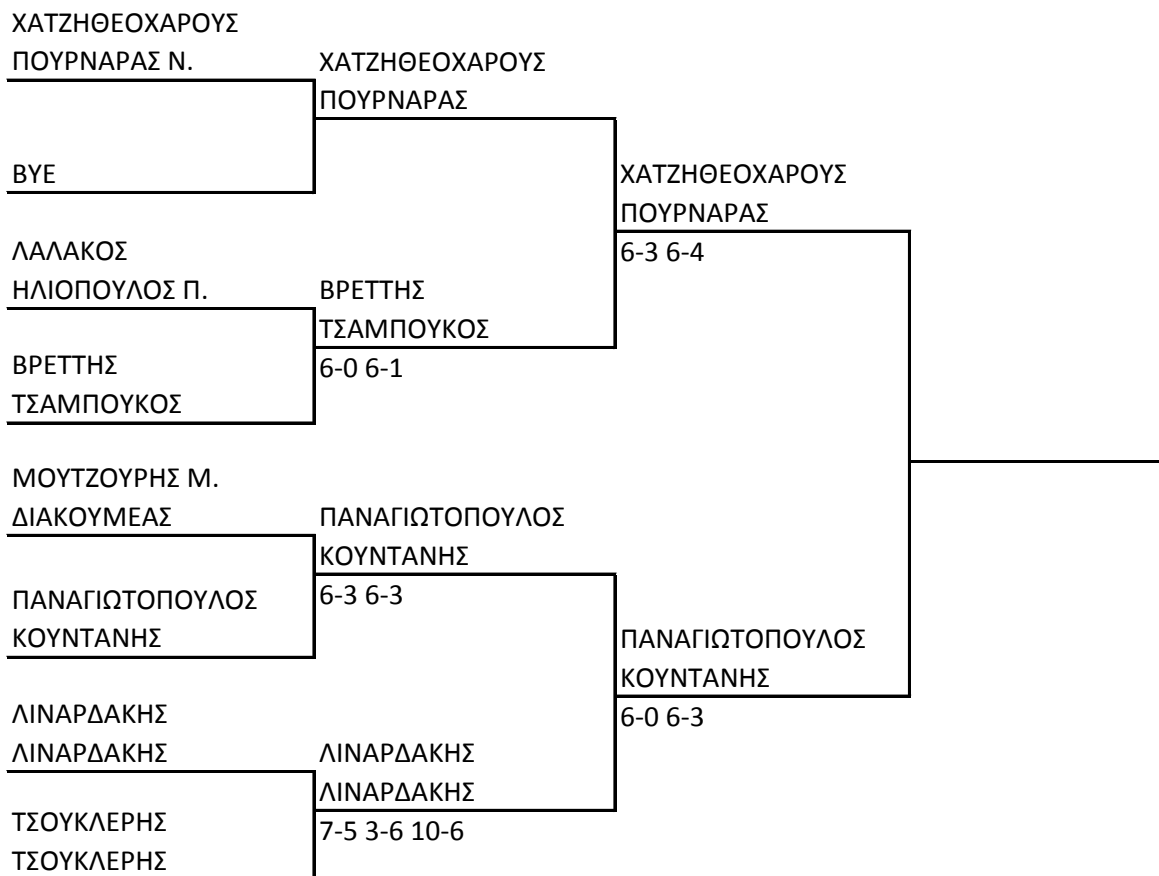 ΧΑΤΖΗΘΕΟΧΑΡΟΥΣ
ΠΟΥΡΝΑΡΑΣ Ν.
BYE
ΛΑΛΑΚΟΣ
ΗΛΙΟΠΟΥΛΟΣ Π.
ΒΡΕΤΤΗΣ
ΤΣΑΜΠΟΥΚΟΣ
ΜΟΥΤΖΟΥΡΗΣ Μ.
ΔΙΑΚΟΥΜΕΑΣ
ΠΑΝΑΓΙΩΤΟΠΟΥΛΟΣ
ΚΟΥΝΤΑΝΗΣ
ΛΙΝΑΡΔΑΚΗΣ
ΛΙΝΑΡΔΑΚΗΣ
ΤΣΟΥΚΛΕΡΗΣ
ΤΣΟΥΚΛΕΡΗΣ
ΧΑΤΖΗΘΕΟΧΑΡΟΥΣ
ΠΟΥΡΝΑΡΑΣ
ΒΡΕΤΤΗΣ
ΤΣΑΜΠΟΥΚΟΣ
6-0 6-1
ΠΑΝΑΓΙΩΤΟΠΟΥΛΟΣ
ΚΟΥΝΤΑΝΗΣ
6-3 6-3
ΛΙΝΑΡΔΑΚΗΣ
ΛΙΝΑΡΔΑΚΗΣ
7-5 3-6 10-6
ΧΑΤΖΗΘΕΟΧΑΡΟΥΣ
ΠΟΥΡΝΑΡΑΣ
6-3 6-4
ΠΑΝΑΓΙΩΤΟΠΟΥΛΟΣ
ΚΟΥΝΤΑΝΗΣ
6-0 6-3